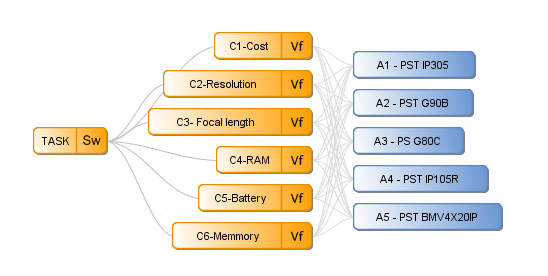 TASK Sw
C1-Cost Vf
C2-Resolution Vf
C3- Focal length Vf
C4-RAM Vf
C5-Battery Vf
C6-Memmory Vf
A1 - PST IP305
A2 - PST G90B
A3 - PS G80C
A4 - PST IP105R
A5 - PST BMV4X20IP